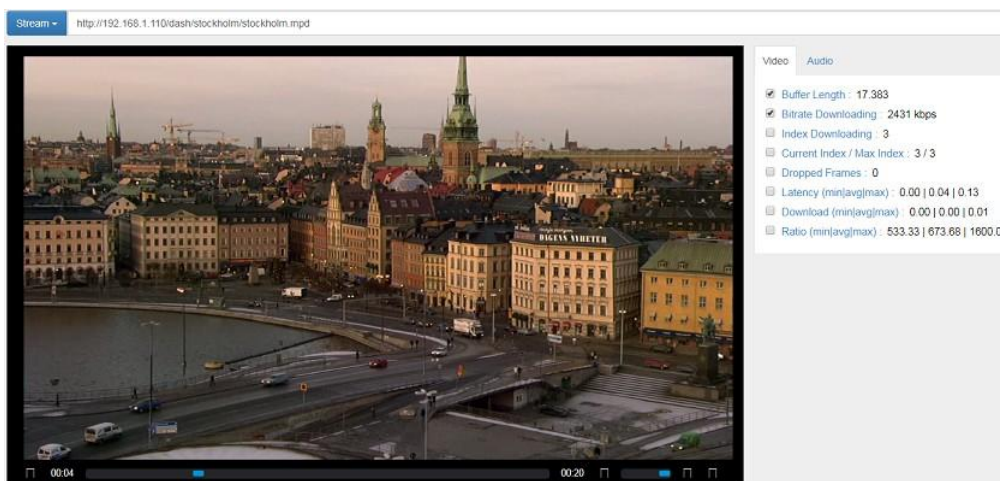 Stream
http://192.168.1.110/dash/stockholm/stockholm.mpd
Video Audio
Buffer Length : 17.383
Bitrate Downloading : 2431 kbps
Index Downloading : 3
Current Index / Max Index : 3 / 3
Dropped Frames : 0
Latency (min|avg|max) : 0.00 | 0.04 | 0.13
Download (min|avg|max) : 0.00 | 0.00 | 0.01
Ratio (min|avg|max) : 533.33 | 673.68 | 1600.0
DAGENS NYHETER
00:04 00:20